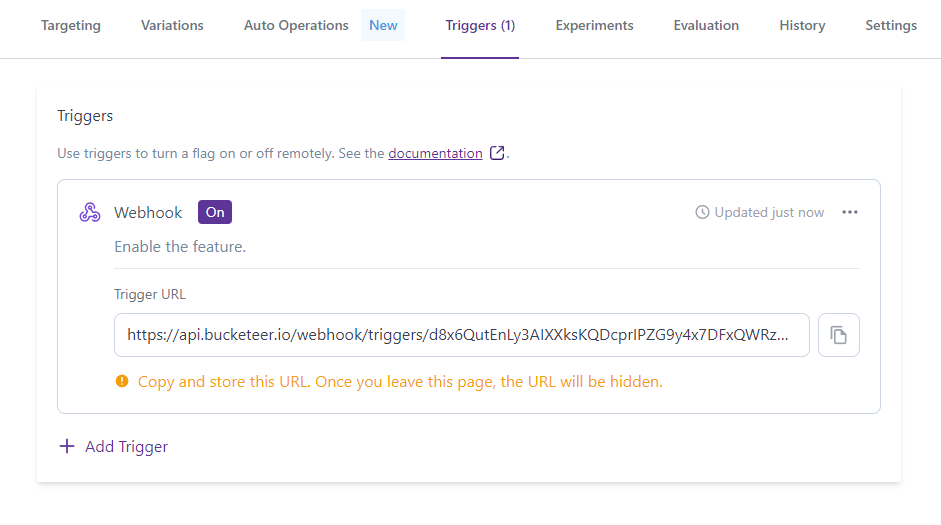 Targeting Variations Auto Operations New Triggers (1) Experiments Evaluation History Settings
Triggers
Use triggers to turn a flag on or off remotely. See the documentation.
Webhook On Updated just now
Enable the feature.
Trigger URL
https://api.bucketeer.io/webhook/triggers/d8x6QutEnLy3AIXXksKQDcprIPZG9y4x7DFxQWRz...
Copy and store this URL. Once you leave this page, the URL will be hidden.
Add Trigger